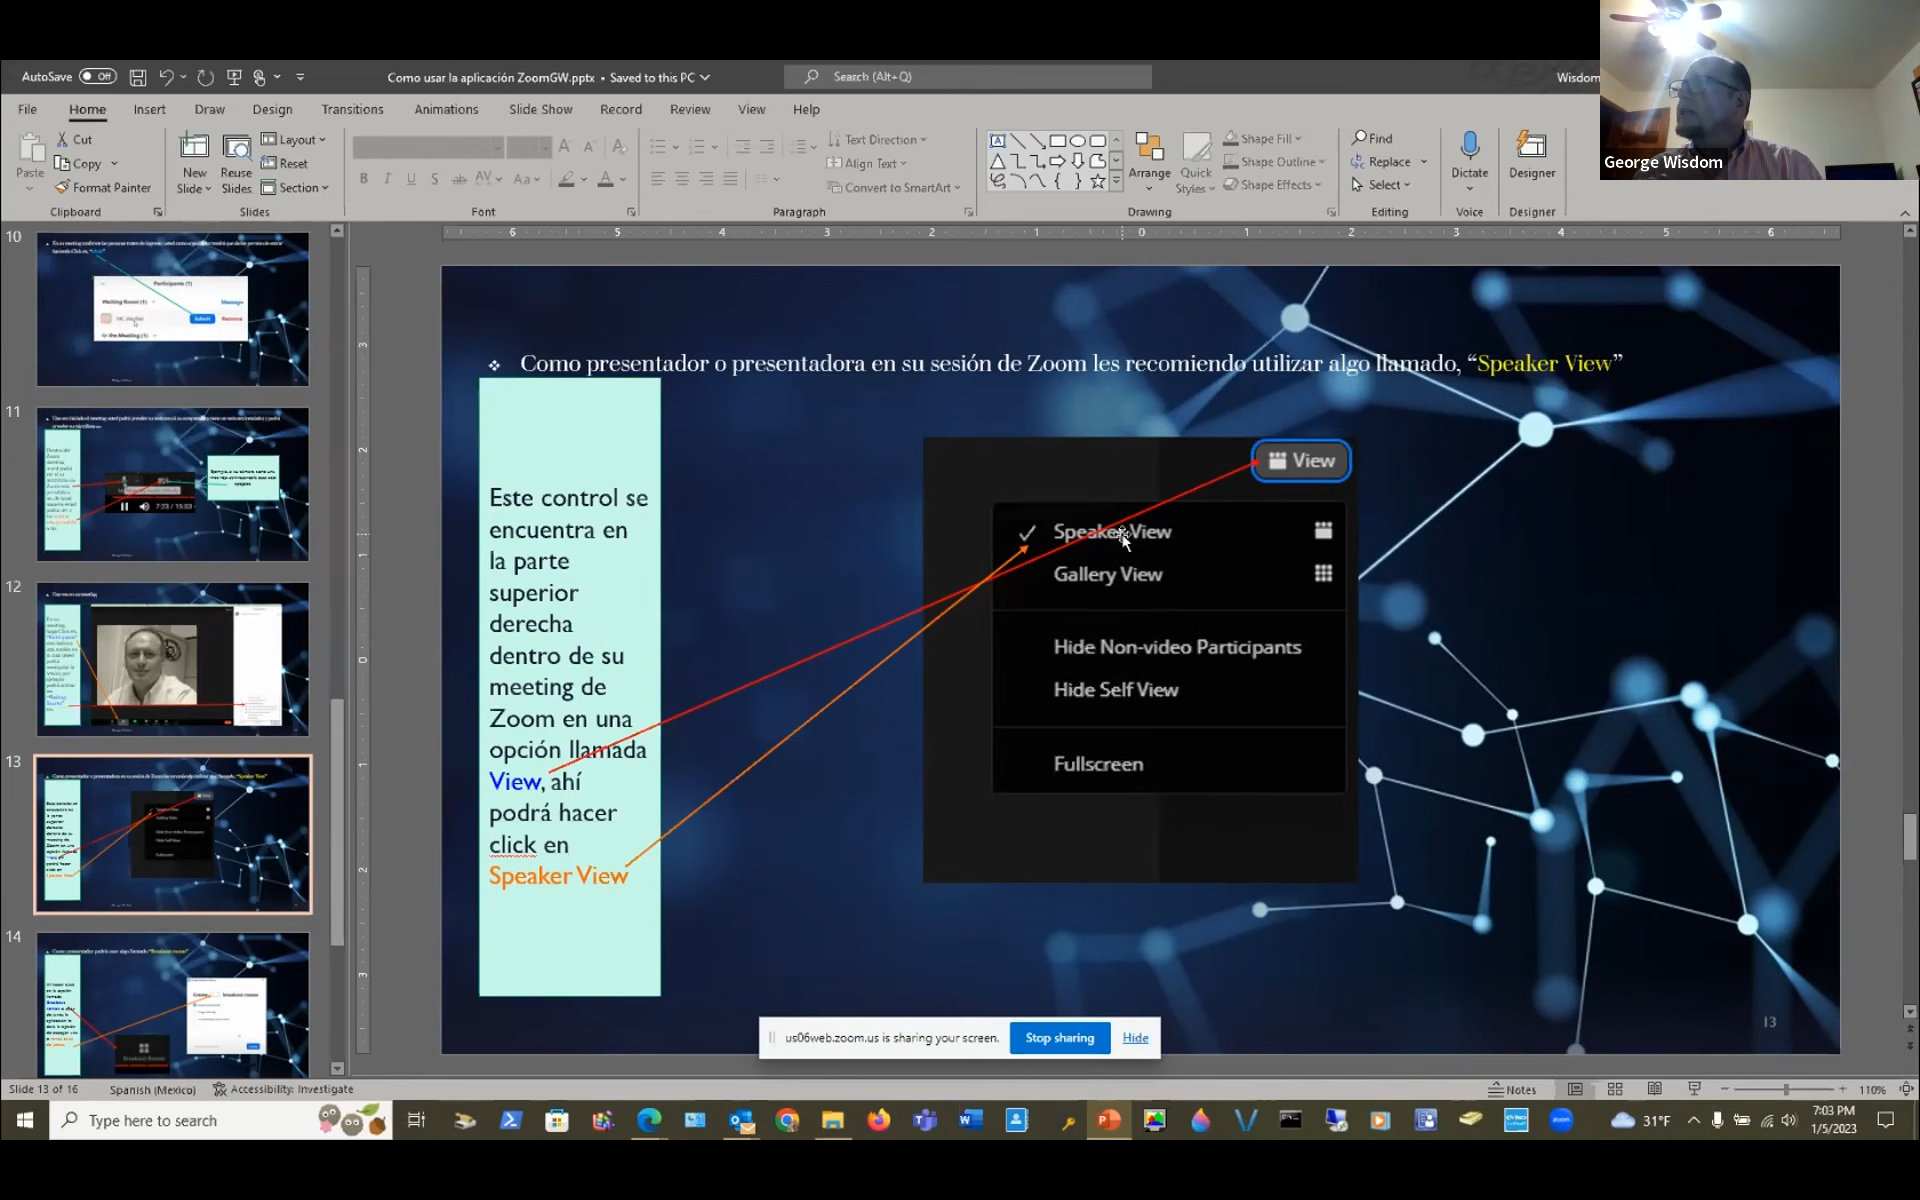 AutoSave Off
Como usar la aplicación ZoomGW.pptx • Saved to this PC
Search (Alt+Q)
Wisdom
George Wisdom
File Home Insert Draw Design Transitions Animations Slide Show Record Review View Help
Paste
Cut
Copy
Format Painter
Clipboard
New Slide
Reuse Slides
Layout
Reset
Section
Slides
Font
Text Direction
Align Text
Convert to SmartArt
Paragraph
Arrange
Quick Styles
Shape Fill
Shape Outline
Shape Effects
Drawing
Find
Replace
Select
Editing
Dictate
Voice
Designer
Designer
10
11
12
13
14
Como presentador o presentadora en su sesión de Zoom les recomiendo utilizar algo llamado, “Speaker View”
Este control se
encuentra en
la parte
superior
derecha
dentro de su
meeting de
Zoom en una
opción llamada
View, ahí
podrá hacer
click en
Speaker View
View
Speaker View
Gallery View
Hide Non-video Participants
Hide Self View
Fullscreen
13
us06web.zoom.us is sharing your screen. Stop sharing Hide
Slide 13 of 16 Spanish (Mexico) Accessibility: Investigate Notes 110%
Type here to search
31°F
7:03 PM
1/5/2023